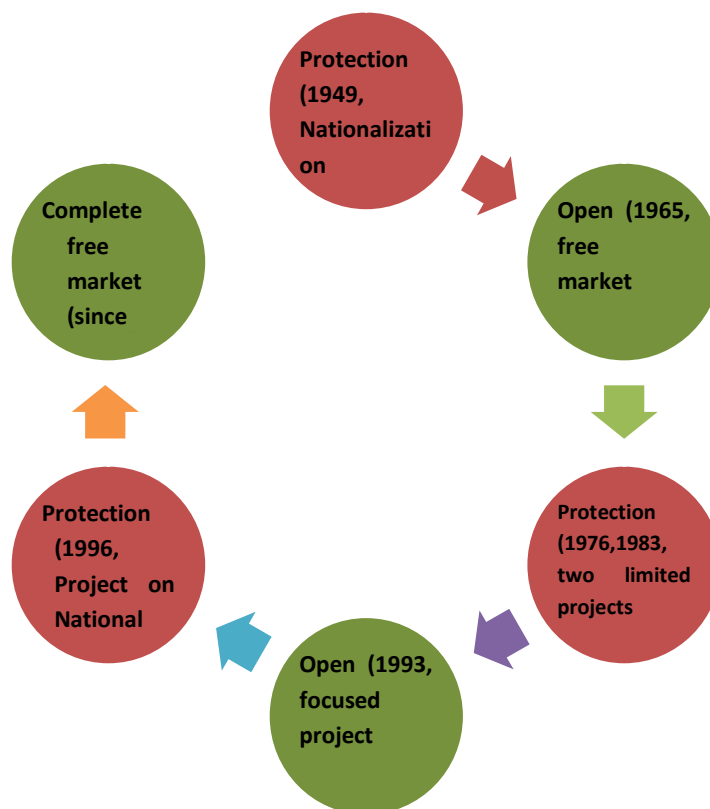 Protection
(1949,
Nationalizati
on
Open (1965,
free
market
Protection
(1976,1983,
two limited
projects
Open (1993,
focused
project
Protection
(1996,
Project on
National
Complete
free
market
(since